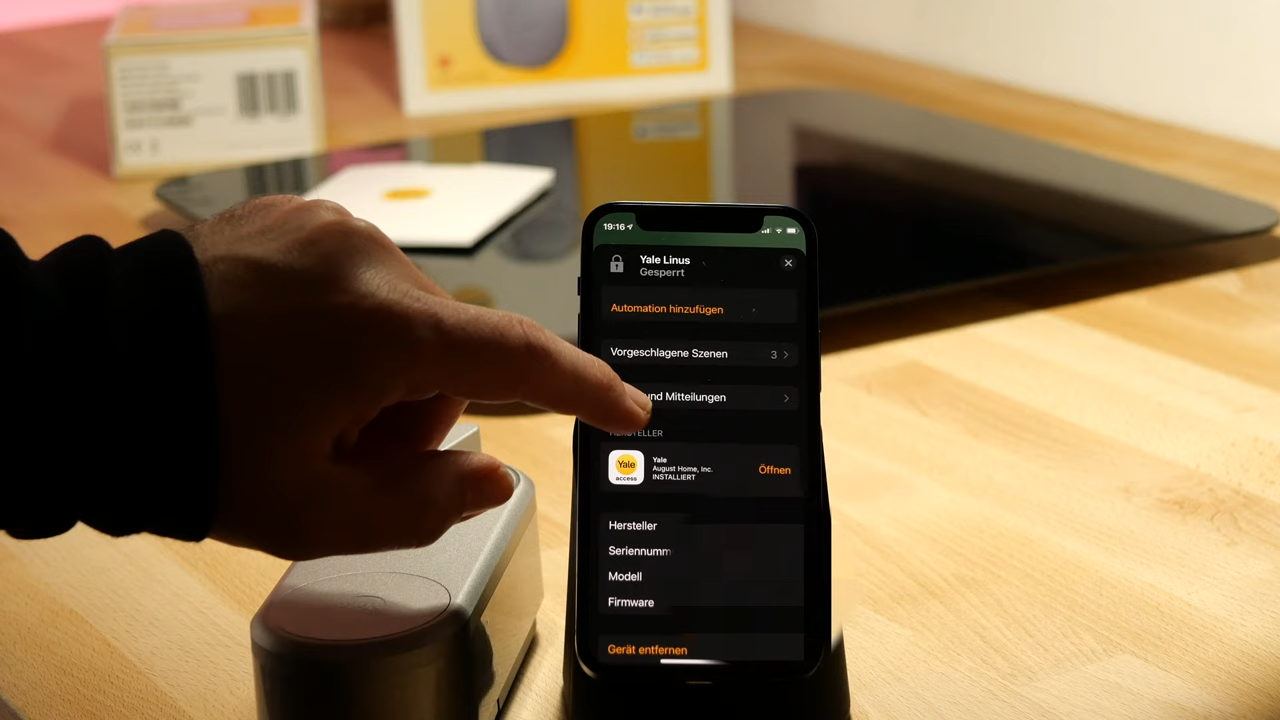 19:16
Yale Linus
Gesperrt
Automation hinzufügen
Vorgeschlagene Szenen 3
und Mitteilungen
HERSTELLER
Yale
August Home, Inc.
INSTALLIERT
Öffnen
Yale
access
Hersteller
Seriennumm
Modell
Firmware
Gerät entfernen